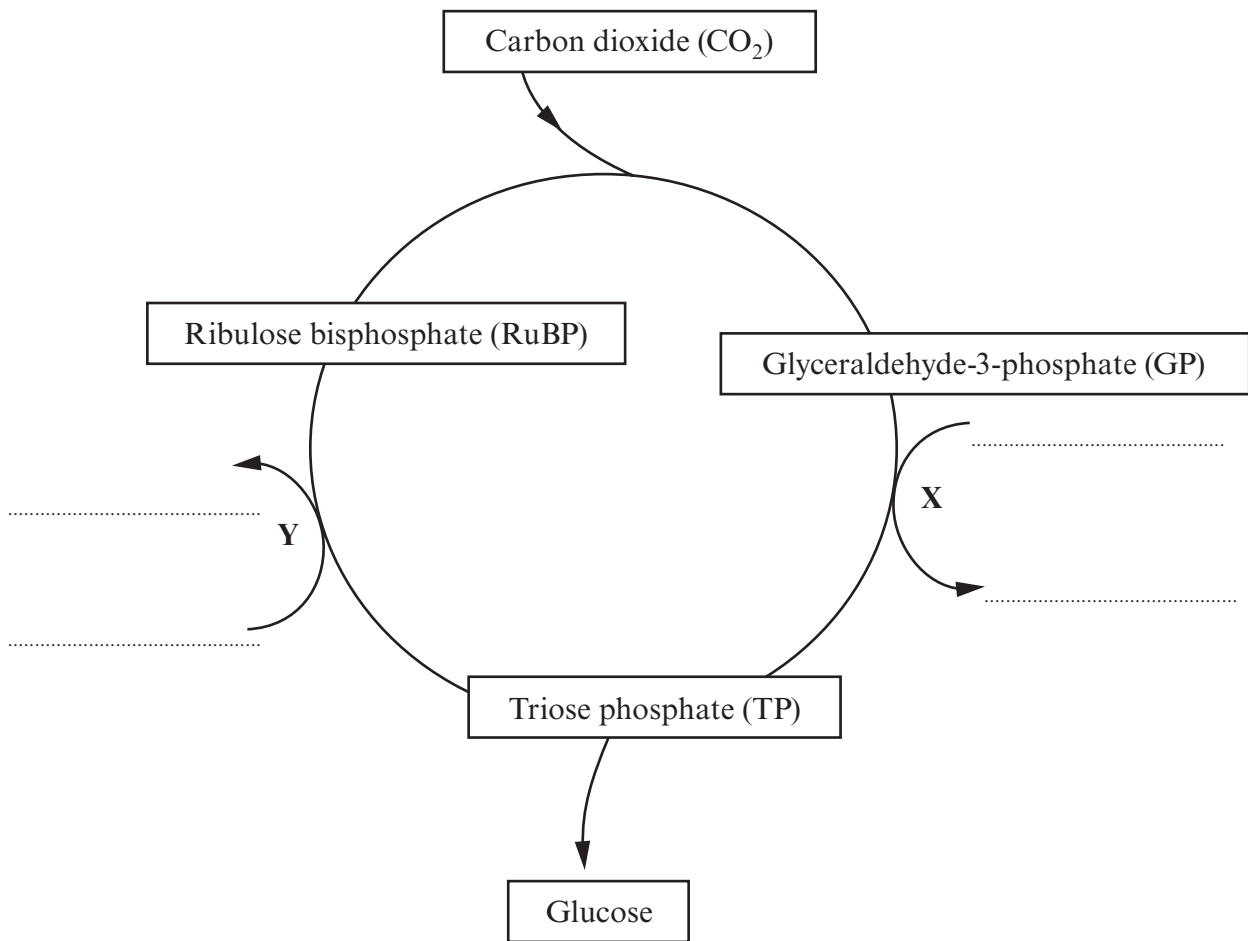 Carbon dioxide (CO₂)
Ribulose bisphosphate (RuBP)
Glyceraldehyde-3-phosphate (GP)
X
Y
Triose phosphate (TP)
Glucose